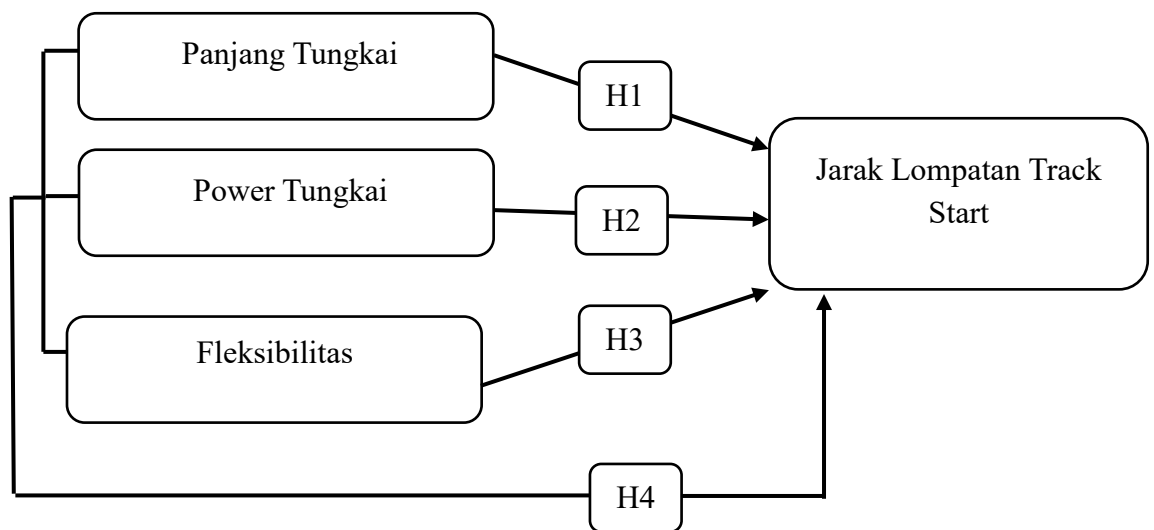 Panjang Tungkai
H1
Power Tungkai
H2
Jarak Lompatan Track
Start
Fleksibilitas
H3
H4